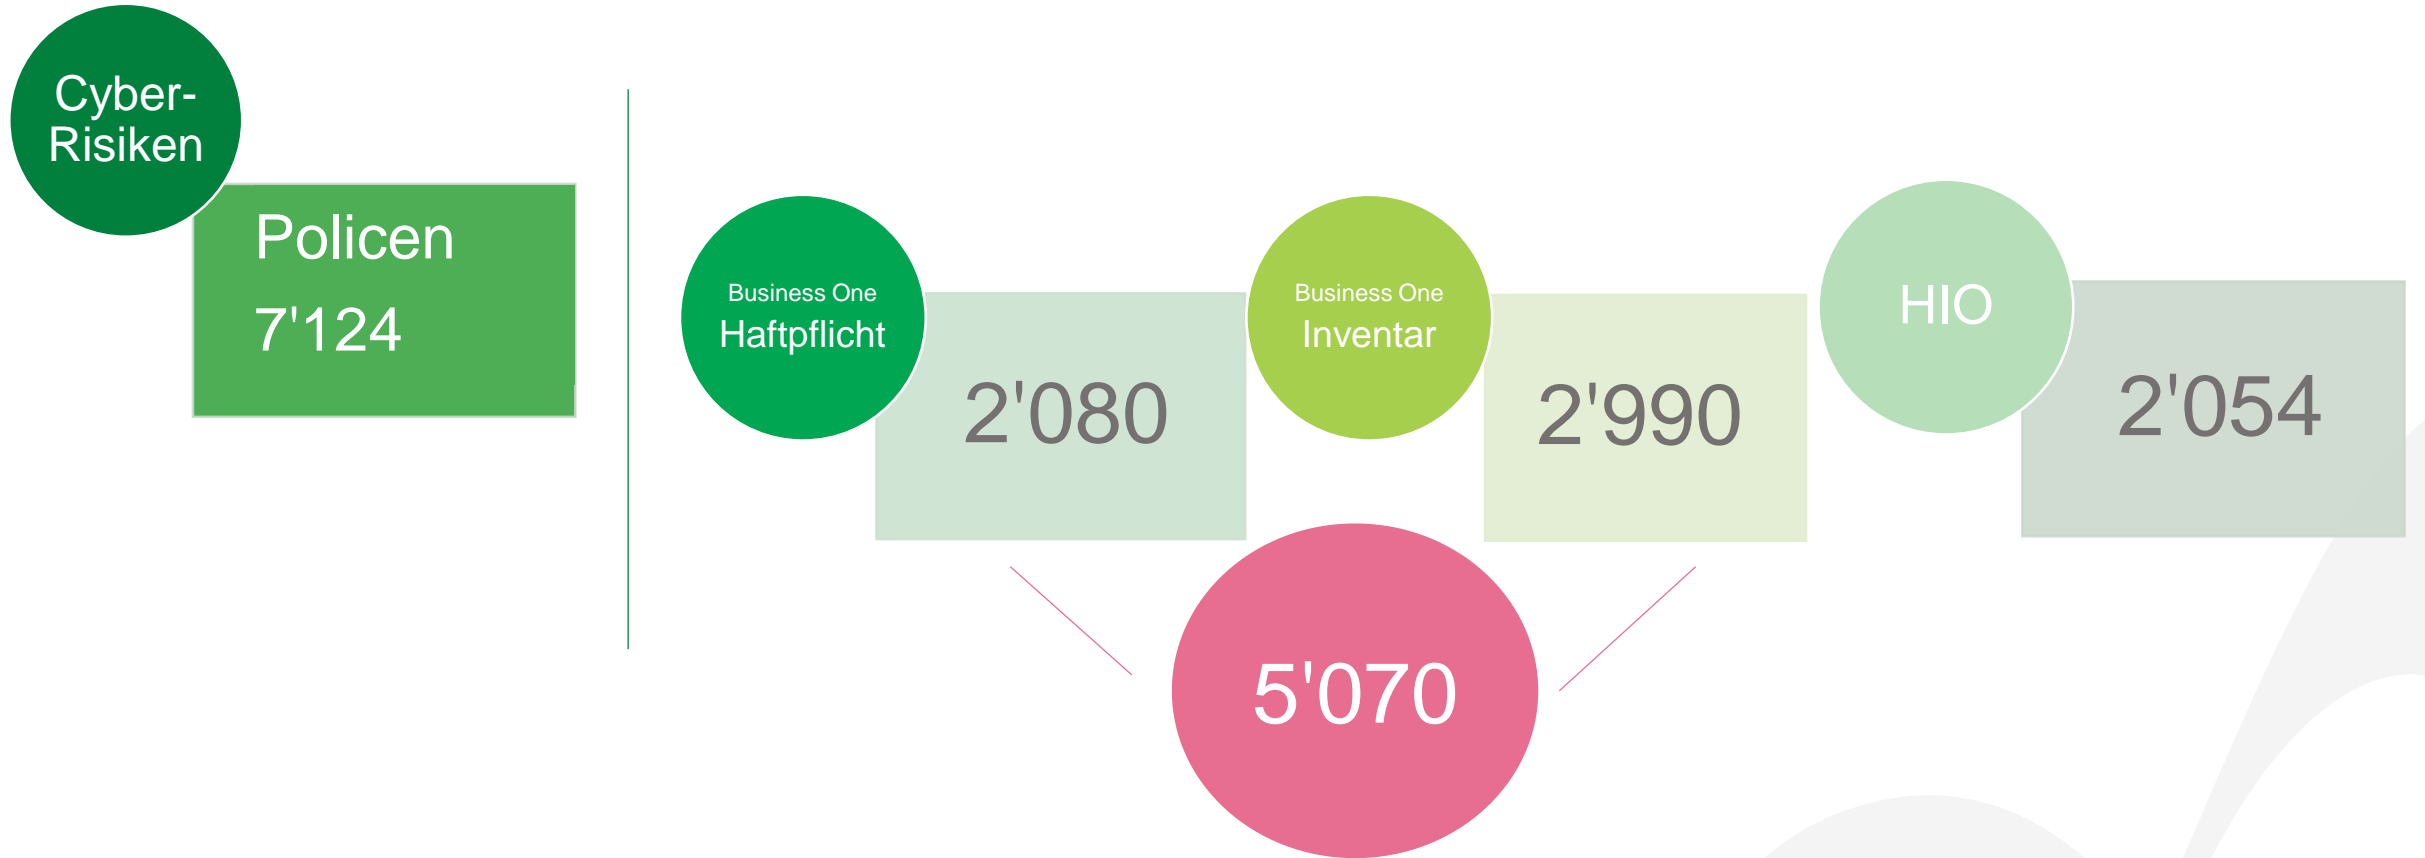 Cyber-
Risiken
Policen
7'124
Business One
Haftpflicht
2'080
Business One
Inventar
2'990
HIO
2'054
5'070